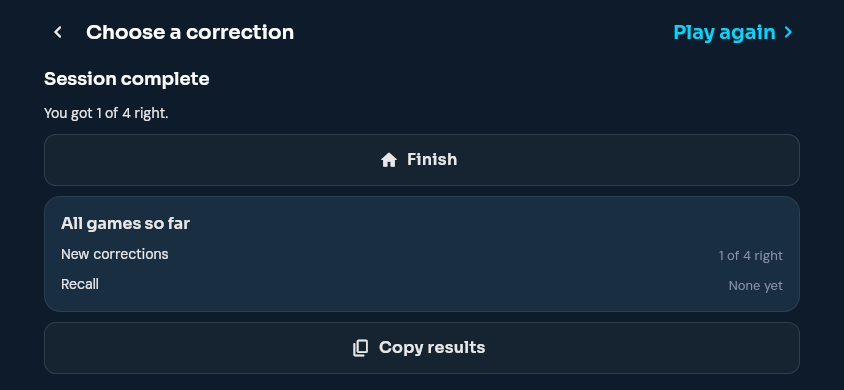 Choose a correction
Play again
Session complete
You got 1 of 4 right.
Finish
All games so far
New corrections
1 of 4 right
Recall
None yet
Copy results